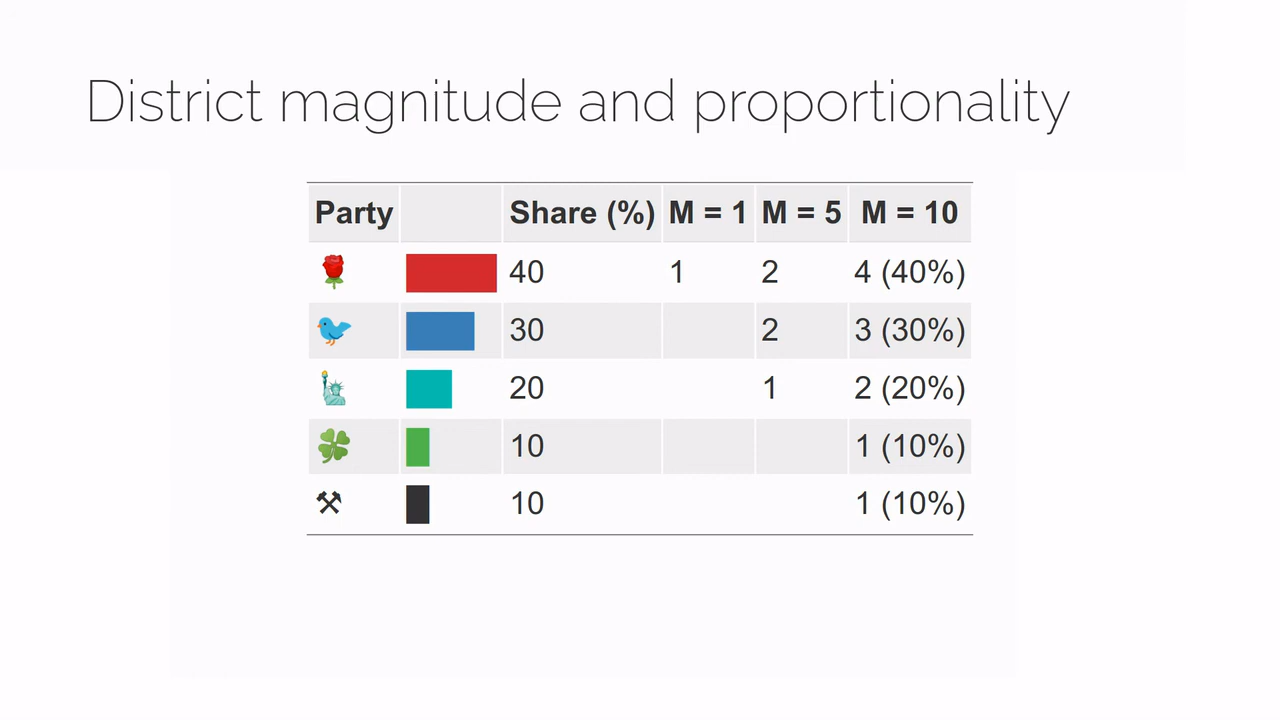 District magnitude and proportionality
Party Share (%) M = 1 M = 5 M = 10
40 1 2 4 (40%)
30 2 3 (30%)
20 1 2 (20%)
10 1 (10%)
10 1 (10%)